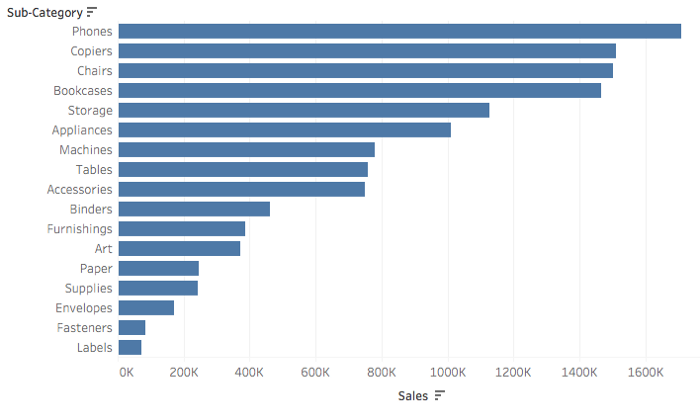 Sub-Category
Phones
Copiers
Chairs
Bookcases
Storage
Appliances
Machines
Tables
Accessories
Binders
Furnishings
Art
Paper
Supplies
Envelopes
Fasteners
Labels
0K 200K 400K 600K 800K 1000K 1200K 1400K 1600K
Sales